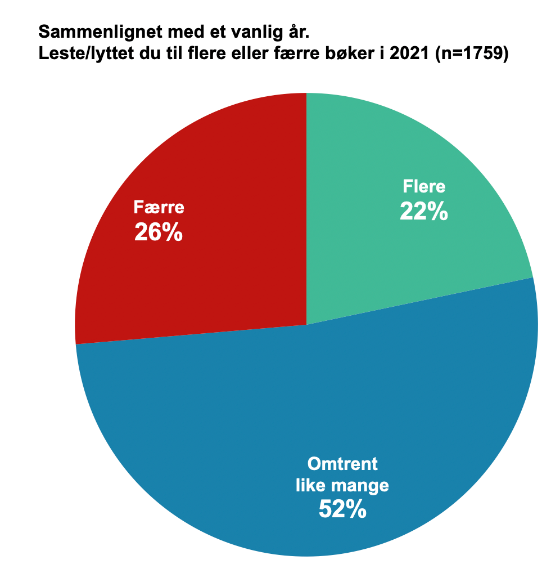 Sammenlignet med et vanlig år.
Leste/lyttet du til flere eller færre bøker i 2021 (n=1759)
Flere
22%
Færre
26%
Omtrent
like mange
52%